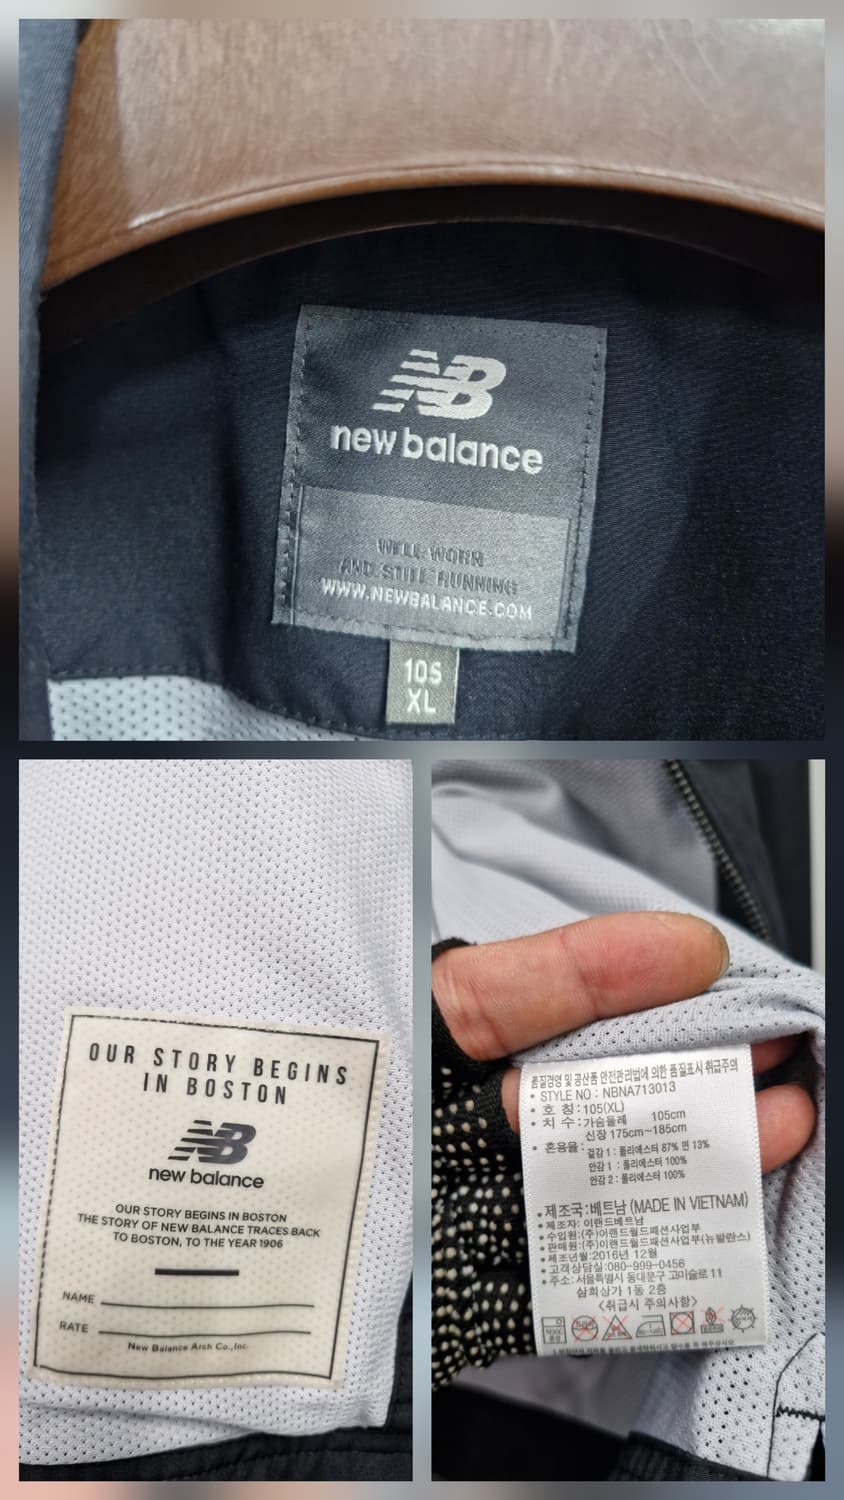 NB
new balance
WELL WORN
AND STILL RUNNING
WWW.NEWBALANCE.COM
105
XL
OUR STORY BEGINS
IN BOSTON
NB
new balance
OUR STORY BEGINS IN BOSTON
THE STORY OF NEW BALANCE TRACES BACK
TO BOSTON, TO THE YEAR 1906
NAME
RATE
New Balance Arch Co.,Inc.
품질경영 및 공산품 안전관리법에 의한 품질표시 취급주의
• STYLE NO : NBNA713013
• 호 칭 : 105(XL)
• 치 수 : 가슴둘레 105cm
신장 175cm~185cm
• 혼용율 : 겉감 1 : 폴리에스터 87% 면 13%
안감 1 : 폴리에스터 100%
안감 2 : 폴리에스터 100%
• 제조국 : 베트남 (MADE IN VIETNAM)
• 제조자 : 이랜드베트남
• 수입원 : (주)이랜드월드패션사업부
• 판매원 : (주)이랜드월드패션사업부(뉴발란스)
• 제조년월 : 2016년 12월
• 고객상담실 : 080-999-0456
• 주소 : 서울특별시 동대문구 고미술로 11
삼희상가 1동 2층
<취급시 주의사항>